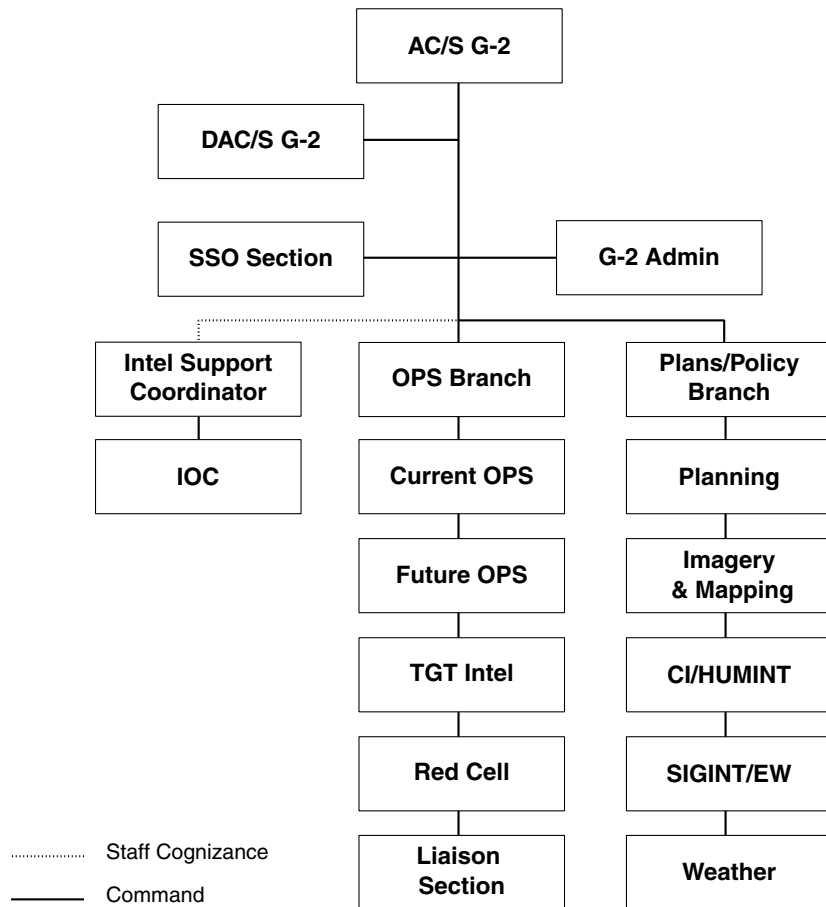 AC/S G-2
DAC/S G-2
SSO Section
G-2 Admin
Intel Support
Coordinator
OPS Branch
Plans/Policy
Branch
IOC
Current OPS
Planning
Future OPS
Imagery
& Mapping
TGT Intel
CI/HUMINT
Red Cell
SIGINT/EW
Liaison
Section
Weather
Staff Cognizance
Command